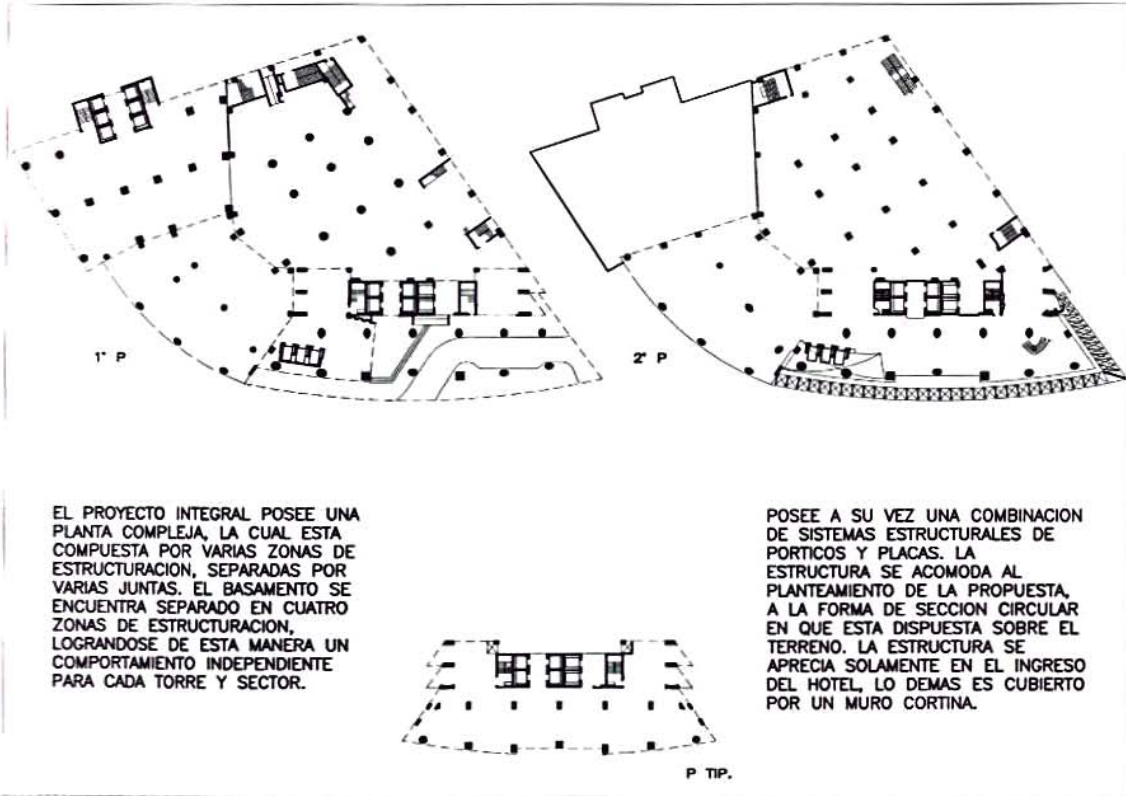 1° P
2° P
EL PROYECTO INTEGRAL POSEE UNA
PLANTA COMPLEJA, LA CUAL ESTA
COMPUESTA POR VARIAS ZONAS DE
ESTRUCTURACION, SEPARADAS POR
VARIAS JUNTAS. EL BASAMENTO SE
ENCUENTRA SEPARADO EN CUATRO
ZONAS DE ESTRUCTURACION,
LOGRANDOSE DE ESTA MANERA UN
COMPORTAMIENTO INDEPENDIENTE
PARA CADA TORRE Y SECTOR.
POSEE A SU VEZ UNA COMBINACION
DE SISTEMAS ESTRUCTURALES DE
PORTICOS Y PLACAS. LA
ESTRUCTURA SE ACOMODA AL
PLANTEAMIENTO DE LA PROPUESTA,
A LA FORMA DE SECCION CIRCULAR
EN QUE ESTA DISPUESTA SOBRE EL
TERRENO. LA ESTRUCTURA SE
APRECIA SOLAMENTE EN EL INGRESO
DEL HOTEL, LO DEMAS ES CUBIERTO
POR UN MURO CORTINA.
P TIP.